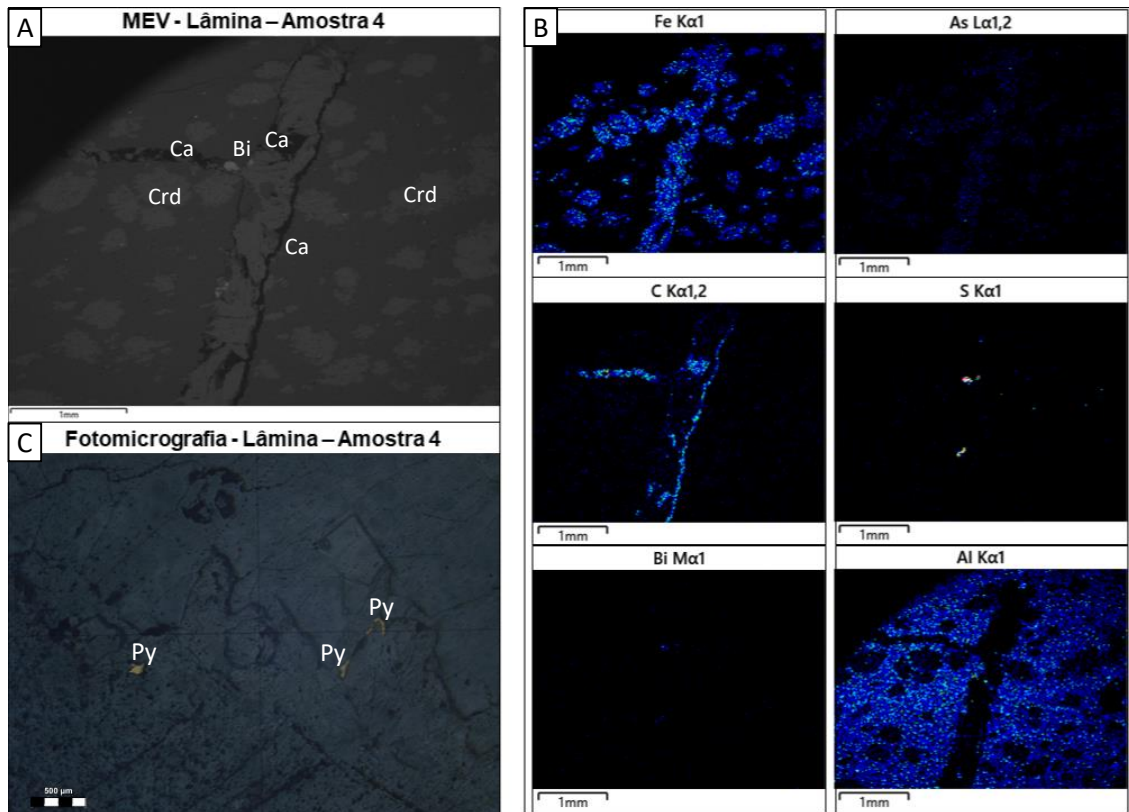 A
MEV - Lâmina – Amostra 4
Ca
Bi
Ca
Crd
Crd
Ca
1mm
C
Fotomicrografia - Lâmina – Amostra 4
Py
Py
Py
500 µm
B
Fe Kα1
As Lα1,2
1mm
1mm
C Kα1,2
S Kα1
1mm
1mm
Bi Mα1
Al Kα1
1mm
1mm